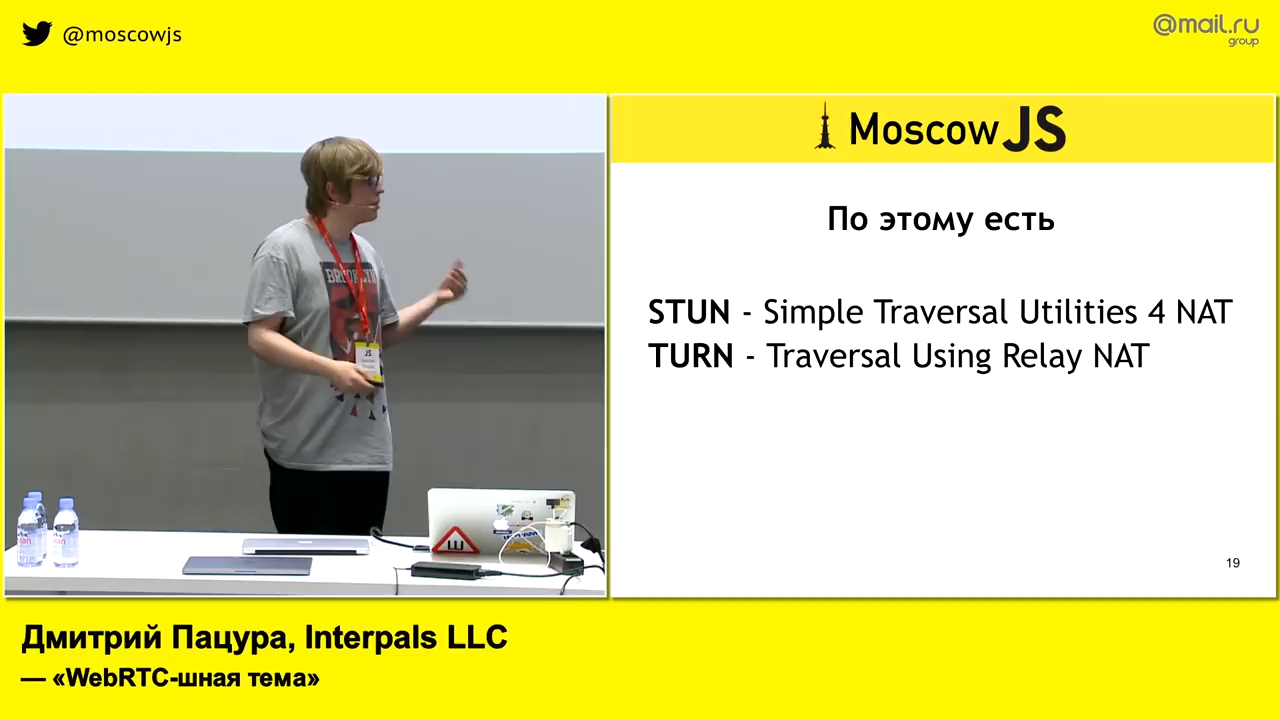 @moscowjs
@mail.ru
group
MoscowJS
По этому есть
STUN - Simple Traversal Utilities 4 NAT
TURN - Traversal Using Relay NAT
19
JS
Ш
Дмитрий Пацура, Interpals LLC
— «WebRTC-шная тема»